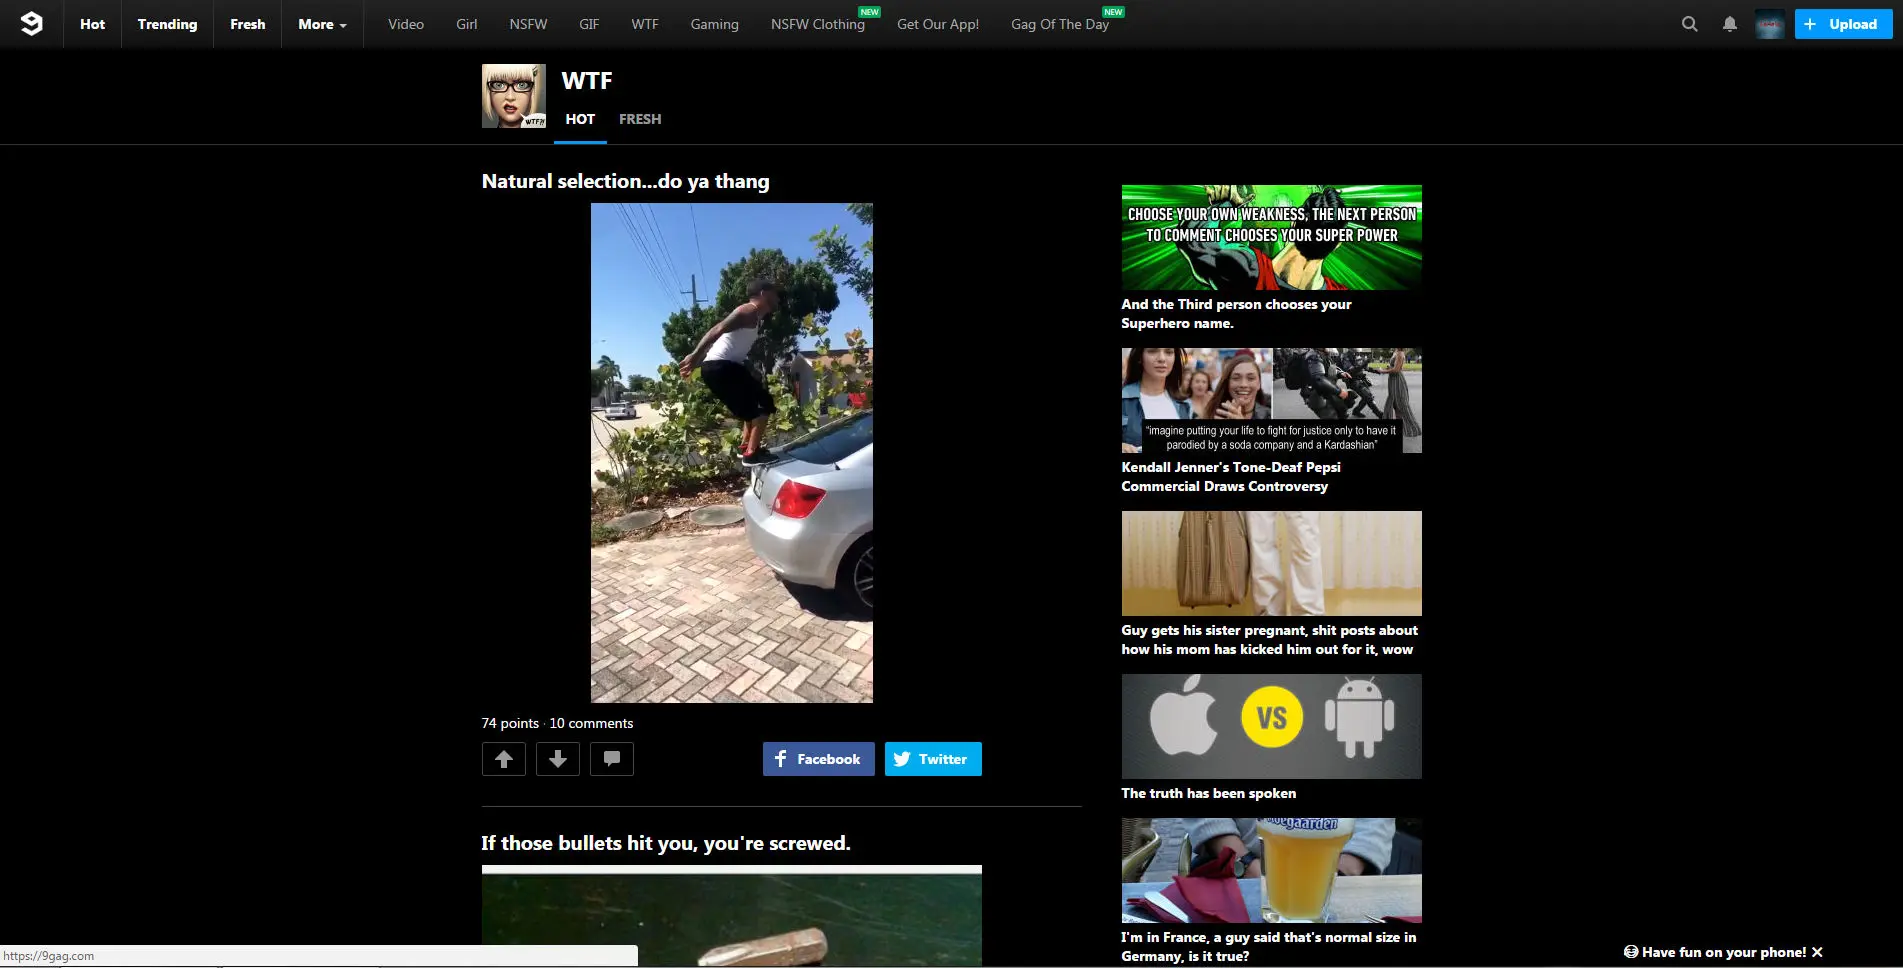 Hot
Trending
Fresh
More
Video
Girl
NSFW
GIF
WTF
Gaming
NSFW Clothing
NEW
Get Our App!
Gag Of The Day
NEW
+ Upload
WTF
WTF?!
HOT
FRESH
Natural selection...do ya thang
74 points · 10 comments
Facebook
Twitter
If those bullets hit you, you're screwed.
CHOOSE YOUR OWN WEAKNESS, THE NEXT PERSON
TO COMMENT CHOOSES YOUR SUPER POWER
And the Third person chooses your
Superhero name.
"imagine putting your life to fight for justice only to have it
parodied by a soda company and a Kardashian"
Kendall Jenner's Tone-Deaf Pepsi
Commercial Draws Controversy
Guy gets his sister pregnant, shit posts about
how his mom has kicked him out for it, wow
VS
The truth has been spoken
oegaarden
I'm in France, a guy said that's normal size in
Germany, is it true?
Have fun on your phone! ✕
https://9gag.com